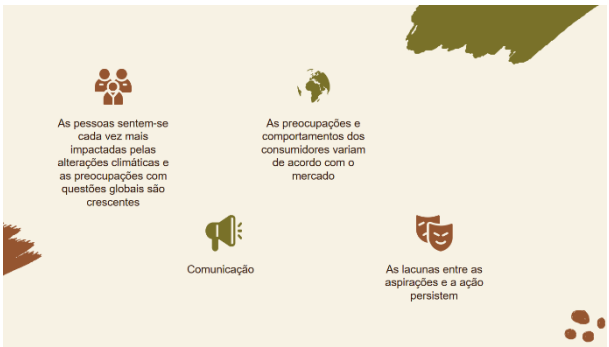 As pessoas sentem-se
cada vez mais
impactadas pelas
alterações climáticas e
as preocupações com
questões globais são
crescentes
As preocupações e
comportamentos dos
consumidores variam
de acordo com o
mercado
Comunicação
As lacunas entre as
aspirações e a ação
persistem